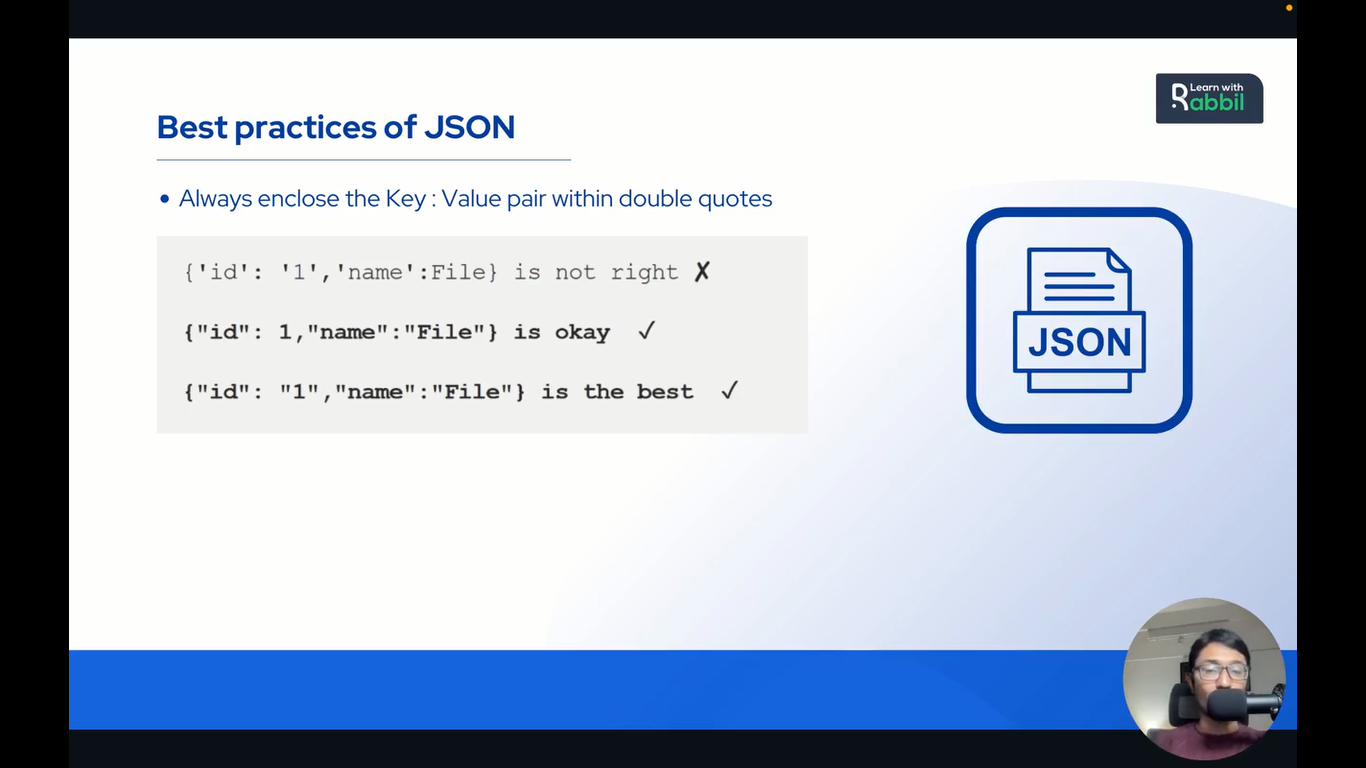 Learn with
Rabbil
Best practices of JSON
• Always enclose the Key : Value pair within double quotes
{'id': '1','name':File} is not right ✗
{"id": 1,"name":"File"} is okay ✓
{"id": "1","name":"File"} is the best ✓
JSON